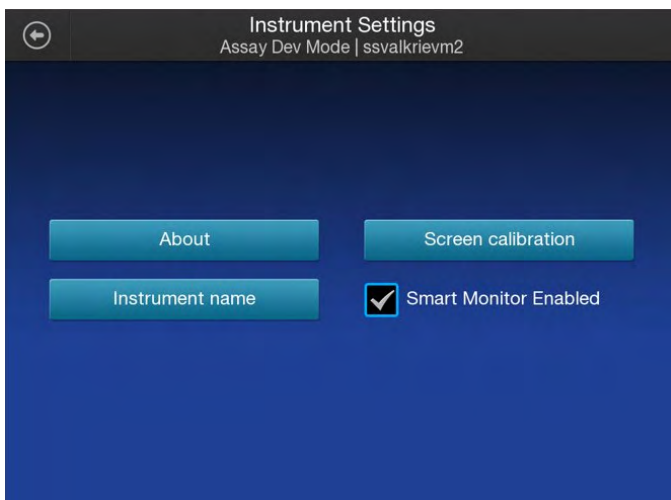 Instrument Settings
Assay Dev Mode | ssvalkrievm2
About
Screen calibration
Instrument name
Smart Monitor Enabled